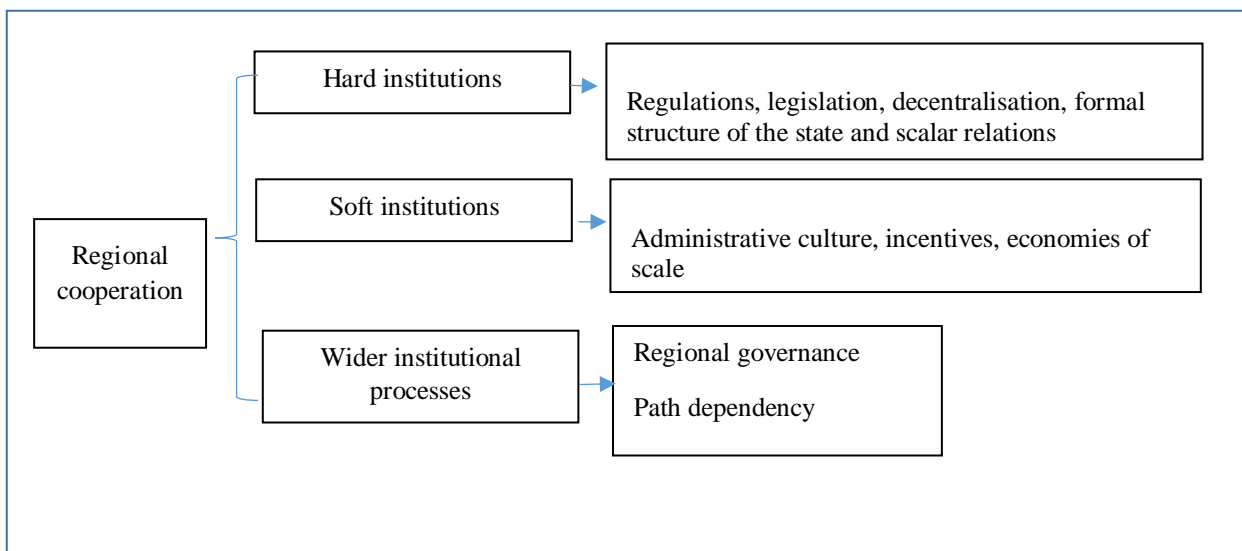 Hard institutions
Regulations, legislation, decentralisation, formal
structure of the state and scalar relations
Soft institutions
Administrative culture, incentives, economies of
scale
Regional
cooperation
Wider institutional
processes
Regional governance
Path dependency